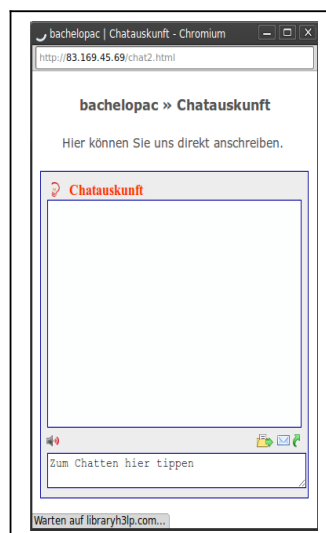 bachelopac | Chatauskunft - Chromium
http://83.169.45.69/chat2.html
bachelopac » Chatauskunft
Hier können Sie uns direkt anschreiben.
Chatauskunft
Zum Chatten hier tippen
Warten auf libraryh3lp.com...